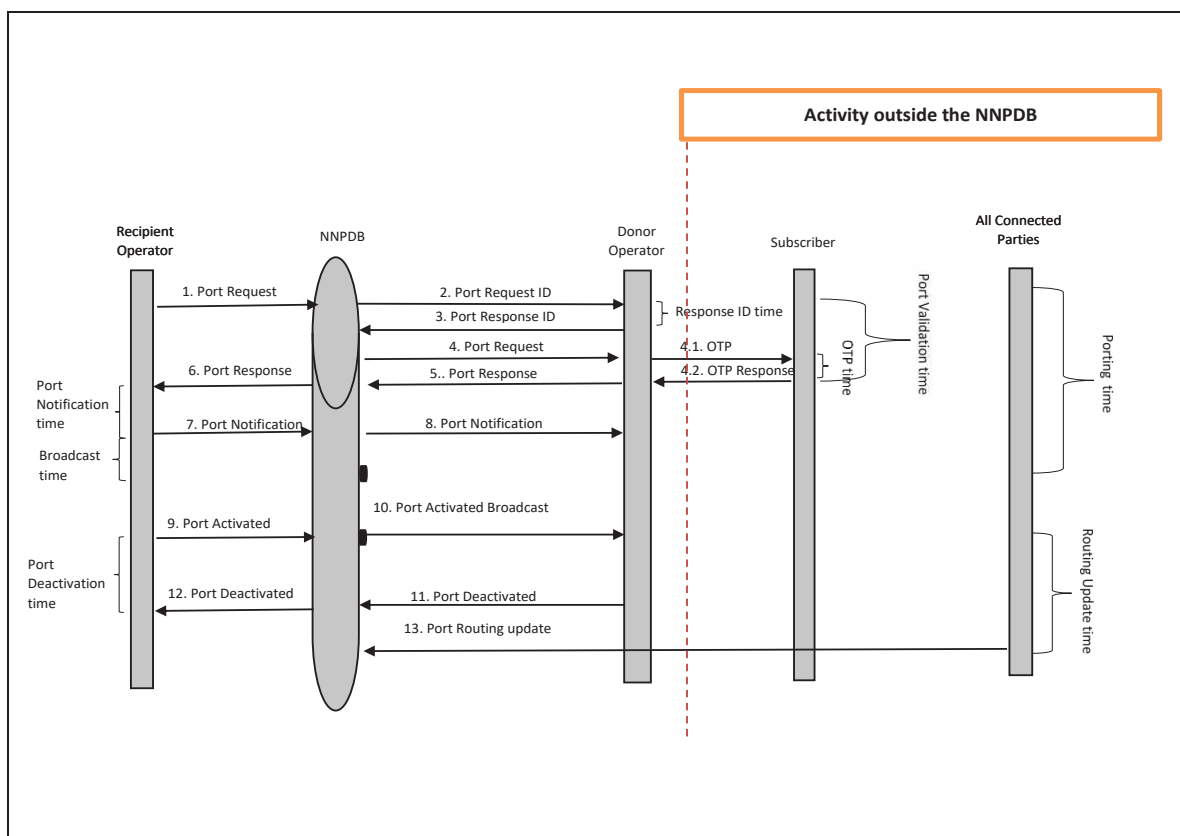 Activity outside the NNPDB
Recipient
Operator
NNPDB
Donor
Operator
Subscriber
All Connected
Parties
1. Port Request
2. Port Request ID
3. Port Response ID
Response ID time
4. Port Request
4.1. OTP
5.. Port Response
4.2. OTP Response
6. Port Response
OTP time
Port Validation time
Porting time
Port
Notification
time
7. Port Notification
8. Port Notification
Broadcast
time
9. Port Activated
10. Port Activated Broadcast
Port
Deactivation
time
12. Port Deactivated
11. Port Deactivated
13. Port Routing update
Routing Update time